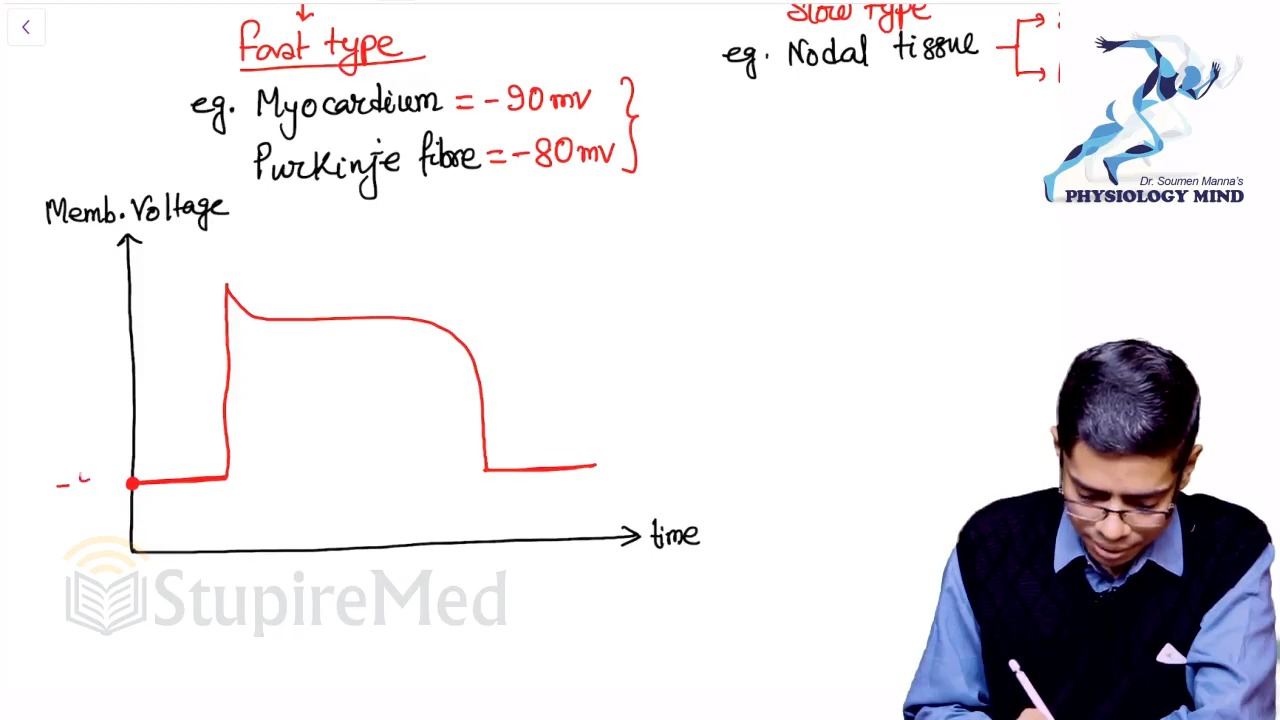 Fast type
eg. Myocardium = -90mv
Purkinje fibre = -80mv
Slow type
eg. Nodal tissue
Dr. Soumen Manna's
PHYSIOLOGY MIND
Memb. Voltage
time
StupireMed